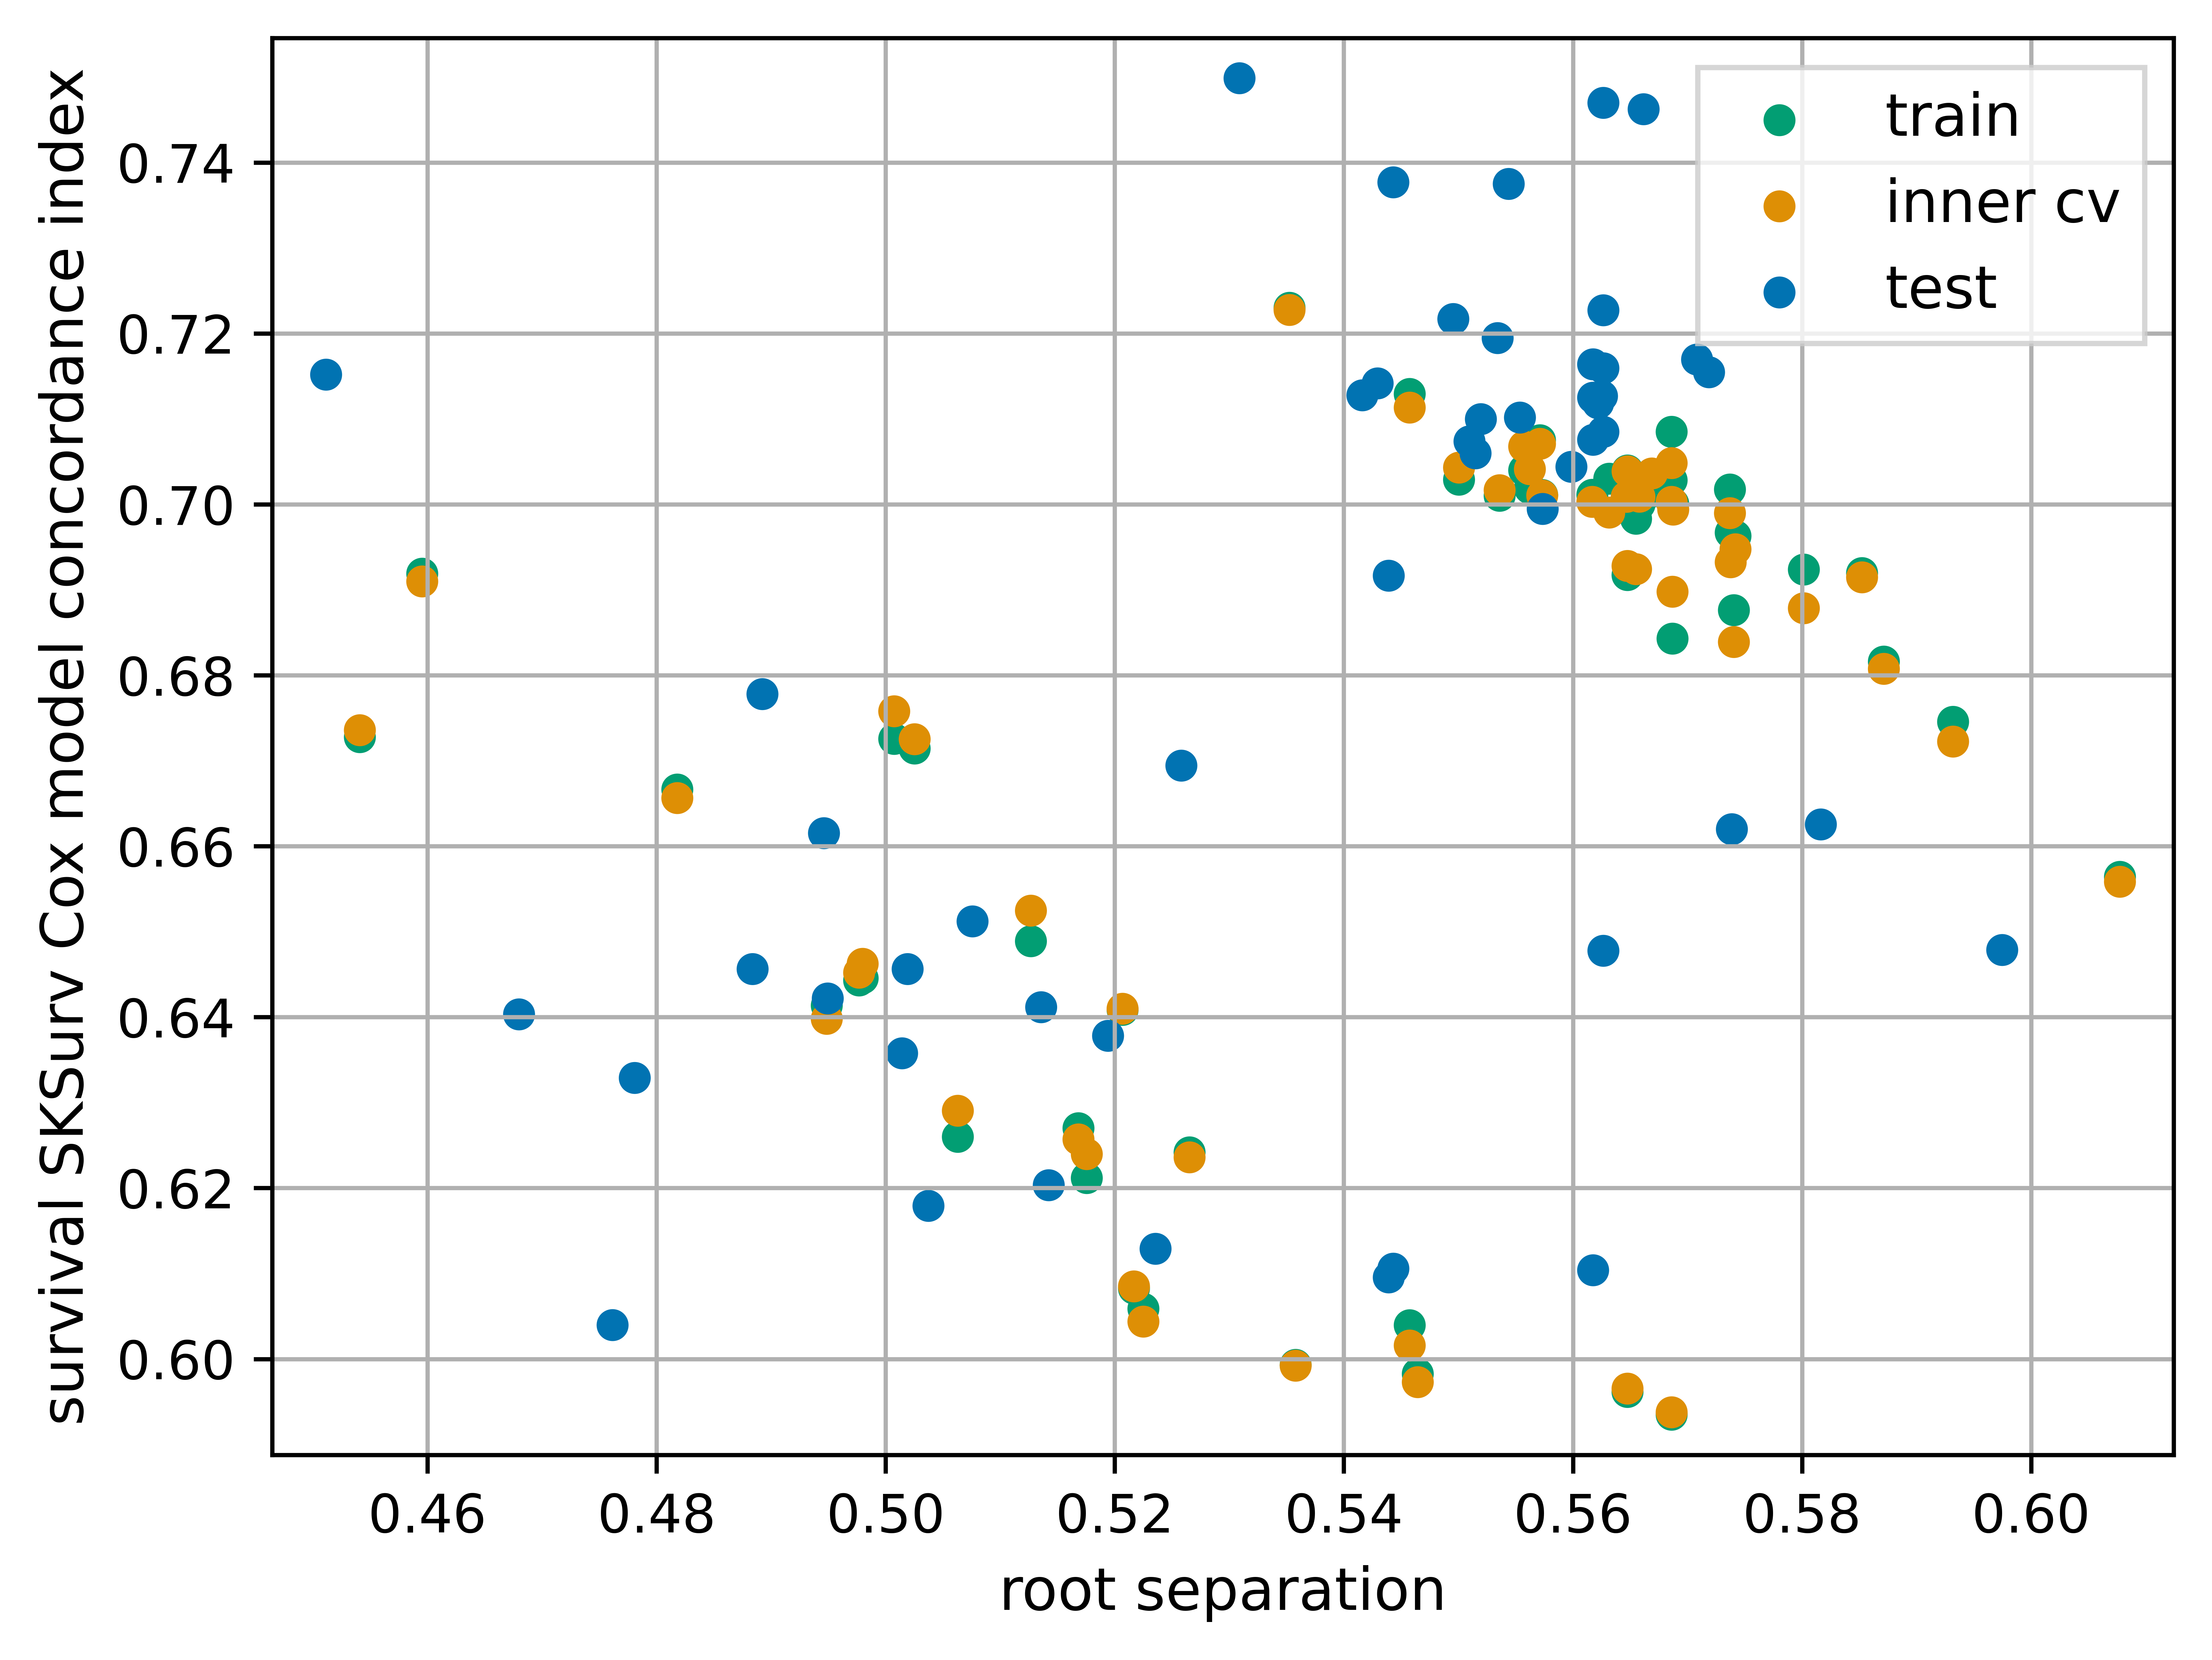 survival SKSurv Cox model concordance index
0.74
0.72
0.70
0.68
0.66
0.64
0.62
0.60
train
inner cv
test
0.46 0.48 0.50 0.52 0.54 0.56 0.58 0.60
root separation